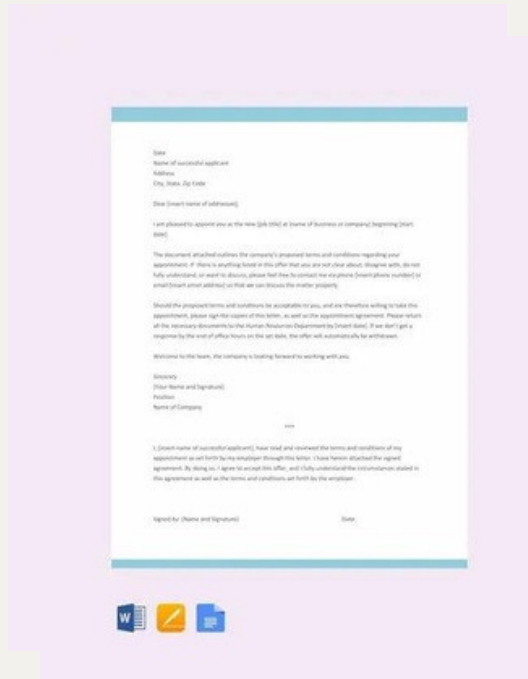 Date
Name of successful applicant
Address
City, State, Zip Code
Dear [insert name of addressee],
I am pleased to appoint you as the new [job title] at [name of business or company] beginning [start
date].
The document attached outlines the company's proposed terms and conditions regarding your
appointment. If there is anything listed in this offer that you are not clear about, disagree with, do not
fully understand, or want to discuss, please feel free to contact me via phone [insert phone number] or
email [insert email address] so that we can discuss the matter properly.
Should the proposed terms and conditions be acceptable to you, and are therefore willing to take this
appointment, please sign the copies of this letter, as well as the appointment agreement. Please return
all the necessary documents to the Human Resources Department by [insert date]. If we don't get a
response by the end of office hours on the set date, the offer will automatically be withdrawn.
Welcome to the team, the company is looking forward to working with you.
Sincerely
[Your Name and Signature]
Position
Name of Company
***
I, [insert name of successful applicant], have read and reviewed the terms and conditions of my
appointment as set forth by my employer through this letter. I have herein attached the signed
agreement. By doing so, I agree to accept this offer, and I fully understand the circumstances stated in
this agreement as well as the terms and conditions set forth by the employer.
Signed by: [Name and Signature] Date:
W